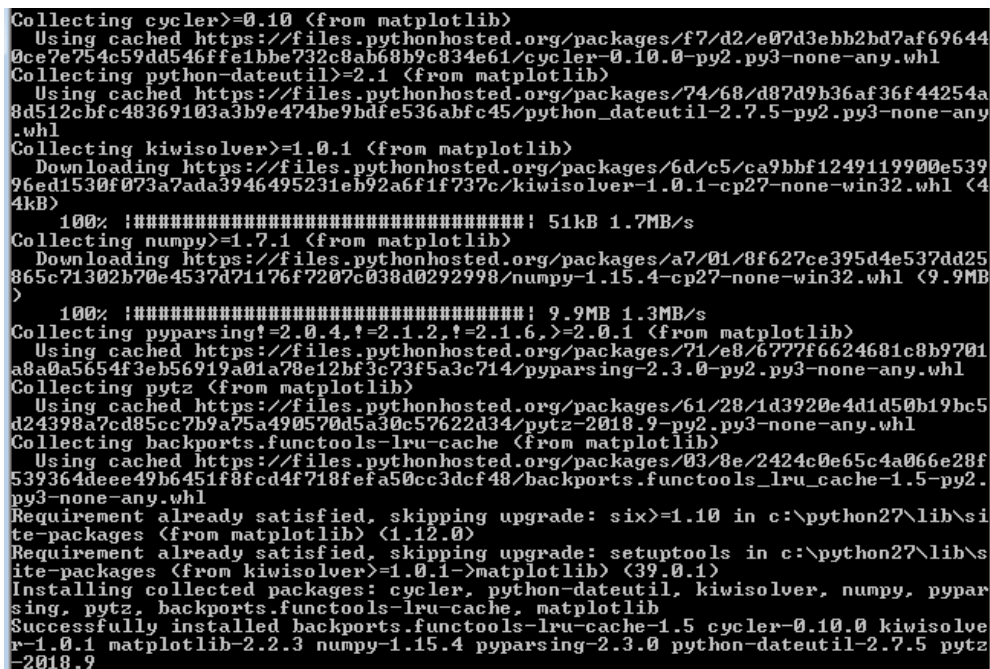 Collecting cycler>=0.10 (from matplotlib)
  Using cached https://files.pythonhosted.org/packages/f7/d2/e07d3ebb2bd7af69644
0ce7e754c59dd546ffe1bbe732c8ab68b9c834e61/cycler-0.10.0-py2.py3-none-any.whl
Collecting python-dateutil>=2.1 (from matplotlib)
  Using cached https://files.pythonhosted.org/packages/74/68/d87d9b36af36f44254a
8d512cbfc48369103a3b9e474be9bdfe536abfc45/python_dateutil-2.7.5-py2.py3-none-any
.whl
Collecting kiwisolver>=1.0.1 (from matplotlib)
  Downloading https://files.pythonhosted.org/packages/6d/c5/ca9bbf1249119900e539
96ed1530f073a7ada3946495231eb92a6f1f737c/kiwisolver-1.0.1-cp27-none-win32.whl (4
4kB)
    100% |################################| 51kB 1.7MB/s
Collecting numpy>=1.7.1 (from matplotlib)
  Downloading https://files.pythonhosted.org/packages/a7/01/8f627ce395d4e537dd25
865c71302b70e4537d71176f7207c038d0292998/numpy-1.15.4-cp27-none-win32.whl (9.9MB
)
    100% |################################| 9.9MB 1.3MB/s
Collecting pyparsing!=2.0.4,!=2.1.2,!=2.1.6,>=2.0.1 (from matplotlib)
  Using cached https://files.pythonhosted.org/packages/71/e8/6777f6624681c8b9701
a8a0a5654f3eb56919a01a78e12bf3c73f5a3c714/pyparsing-2.3.0-py2.py3-none-any.whl
Collecting pytz (from matplotlib)
  Using cached https://files.pythonhosted.org/packages/61/28/1d3920e4d1d50b19bc5
d24398a7cd85cc7b9a75a490570d5a30c57622d34/pytz-2018.9-py2.py3-none-any.whl
Collecting backports.functools-lru-cache (from matplotlib)
  Using cached https://files.pythonhosted.org/packages/03/8e/2424c0e65c4a066e28f
539364deee49b6451f8fcd4f718fefa50cc3dcf48/backports.functools_lru_cache-1.5-py2.
py3-none-any.whl
Requirement already satisfied, skipping upgrade: six>=1.10 in c:\python27\lib\si
te-packages (from matplotlib) (1.12.0)
Requirement already satisfied, skipping upgrade: setuptools in c:\python27\lib\s
ite-packages (from kiwisolver>=1.0.1->matplotlib) (39.0.1)
Installing collected packages: cycler, python-dateutil, kiwisolver, numpy, pypar
sing, pytz, backports.functools-lru-cache, matplotlib
Successfully installed backports.functools-lru-cache-1.5 cycler-0.10.0 kiwisolve
r-1.0.1 matplotlib-2.2.3 numpy-1.15.4 pyparsing-2.3.0 python-dateutil-2.7.5 pytz
-2018.9